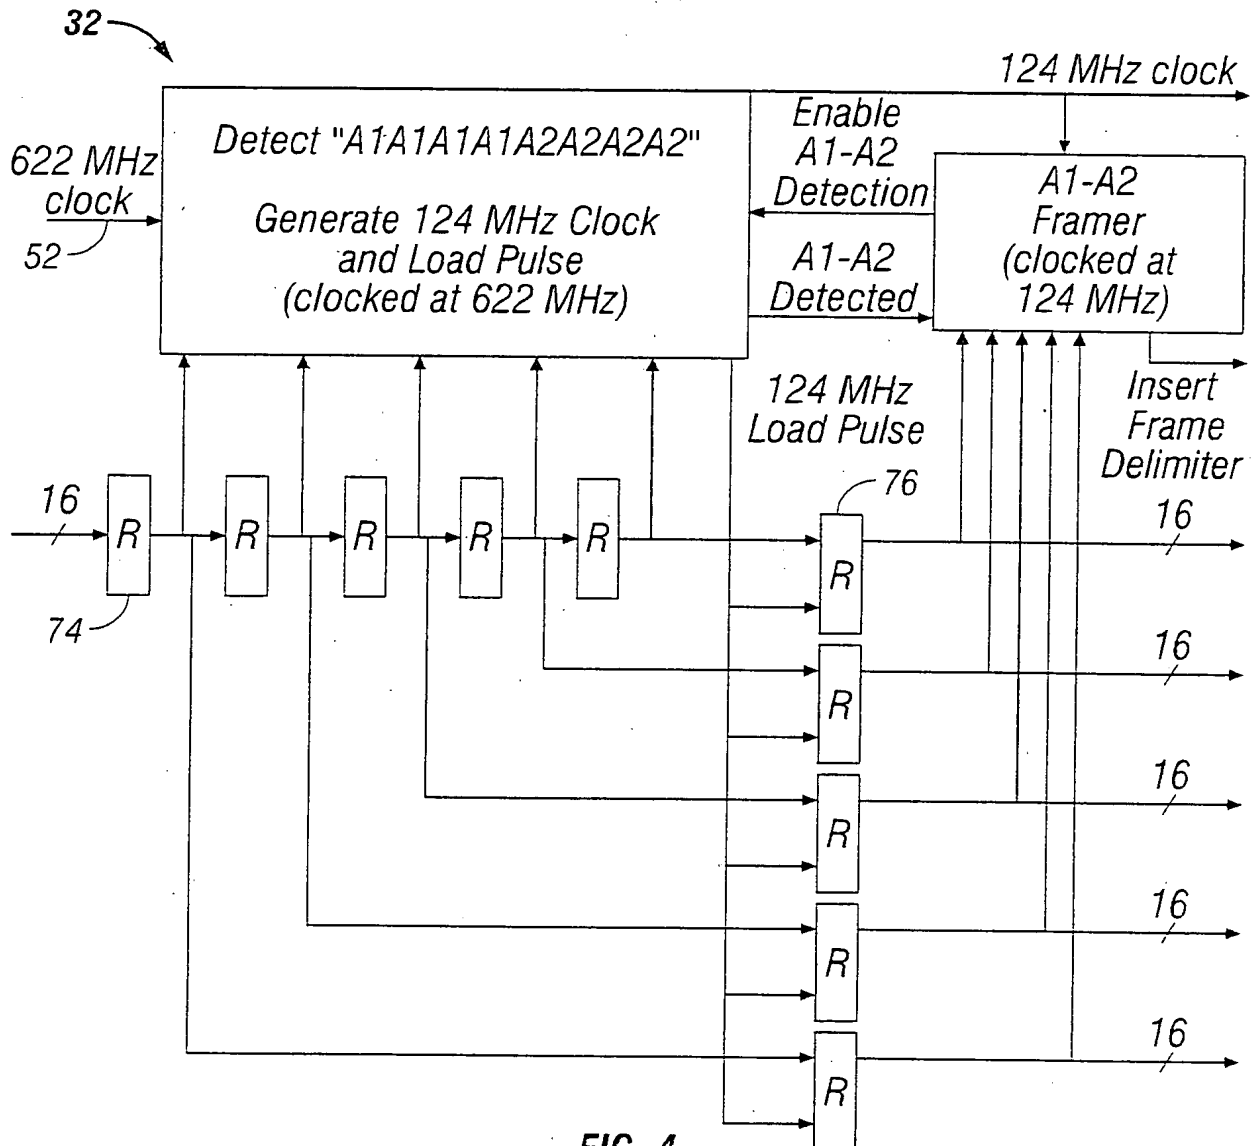 32
124 MHz clock
Detect "A1A1A1A1A2A2A2A2"
Generate 124 MHz Clock
and Load Pulse
(clocked at 622 MHz)
622 MHz
clock
52
Enable
A1-A2
Detection
A1-A2
Detected
A1-A2
Framer
(clocked at
124 MHz)
124 MHz
Load Pulse
Insert
Frame
Delimiter
16
R
R
R
R
R
74
76
R
16
R
16
R
16
R
16
R
16
FIG. 4